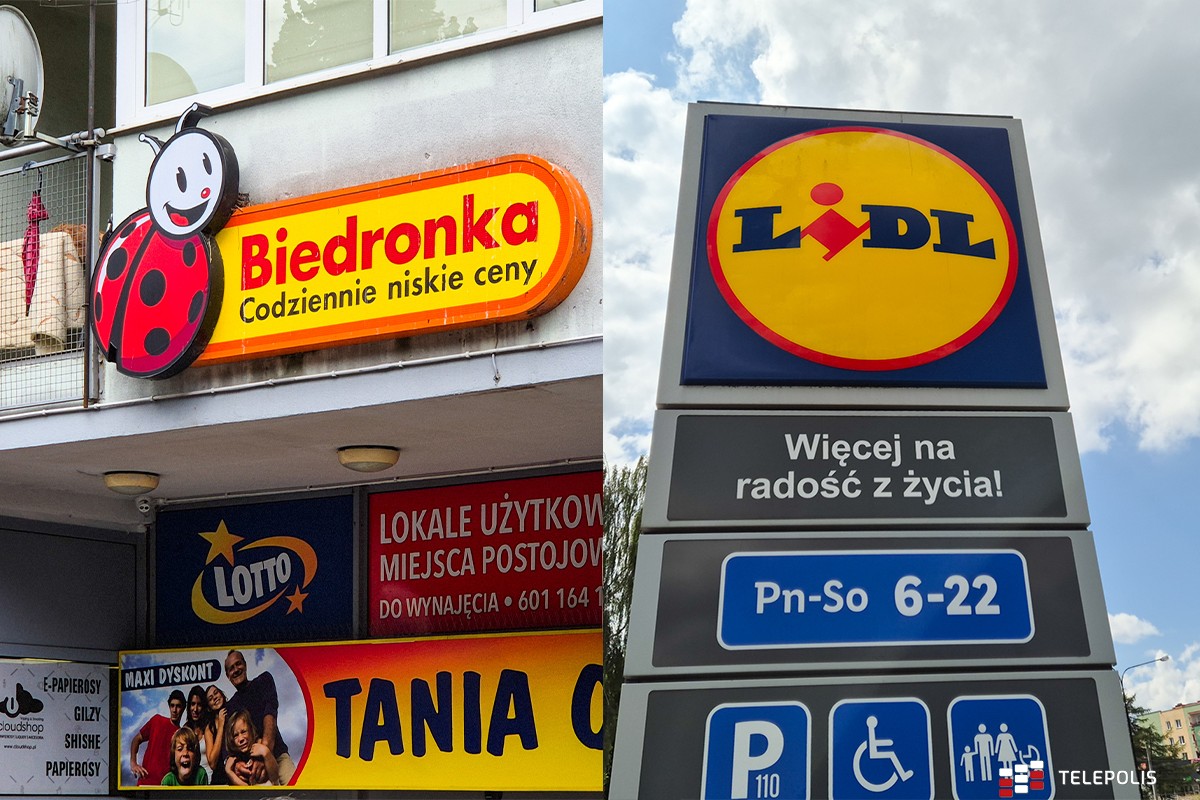 Biedronka
Codziennie niskie ceny
LOTTO
LOKALE UŻYTKOW
MIEJSCA POSTOJOW
DO WYNAJĘCIA • 601 164 1
MAXI DYSKONT
TANIA O
E-PAPIEROSY
GILZY
SHISHE
PAPIEROSY
cloudshop
LIDL
Więcej na
radość z życia!
Pn-So 6-22
P
110
TELEPOLIS